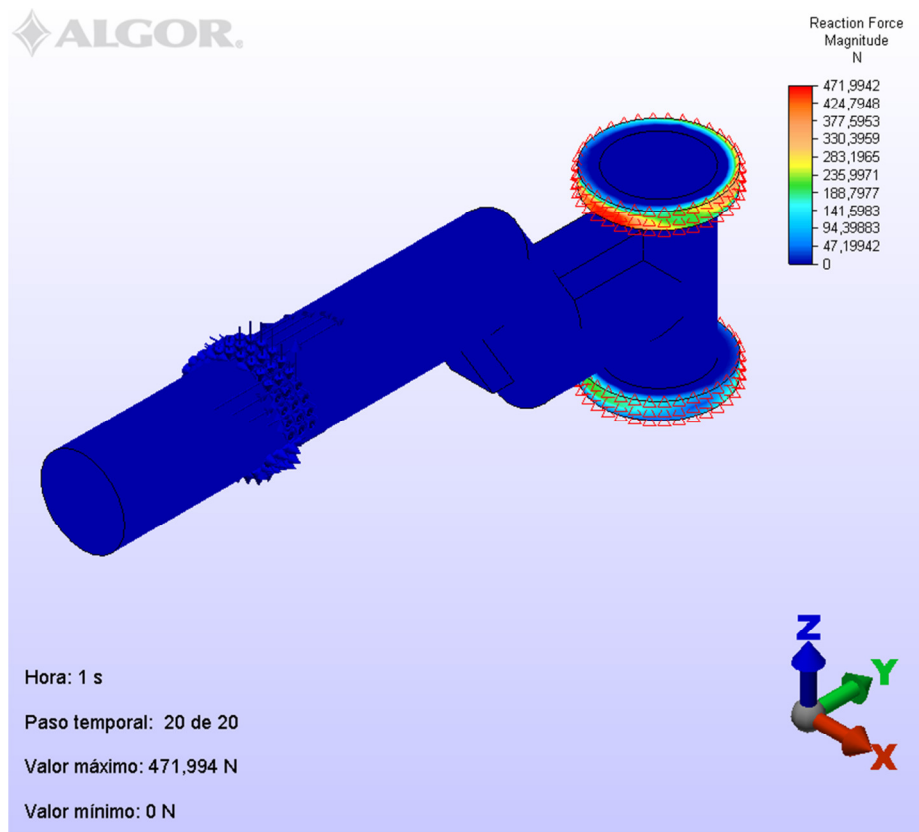 ALGOR.
Reaction Force
Magnitude
N
471,9942
424,7948
377,5953
330,3959
283,1965
235,9971
188,7977
141,5983
94,39883
47,19942
0
Hora: 1 s
Paso temporal: 20 de 20
Valor máximo: 471,994 N
Valor mínimo: 0 N
Z
Y
X